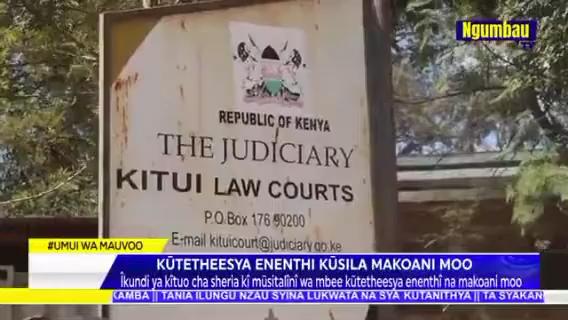 Ngumbau
TV
REPUBLIC OF KENYA
THE JUDICIARY
KITUI LAW COURTS
P.O.Box 176 90200
E-mail kituicourt@judiciary.go.ke
#UMUI WA MAUVOO
KŨTETHEESYA ENENTHI KŨSILA MAKOANI MOO
Ĩkundi ya kĩtuo cha sheria kĩ mũsitalĩnĩ wa mbee kũtetheesya enenthĩ na makoani moo
KAMBA || TANIA ILUNGU NZAU SYINA LUKWATA NA SYA KUTANITHYA || TA SYAKAN